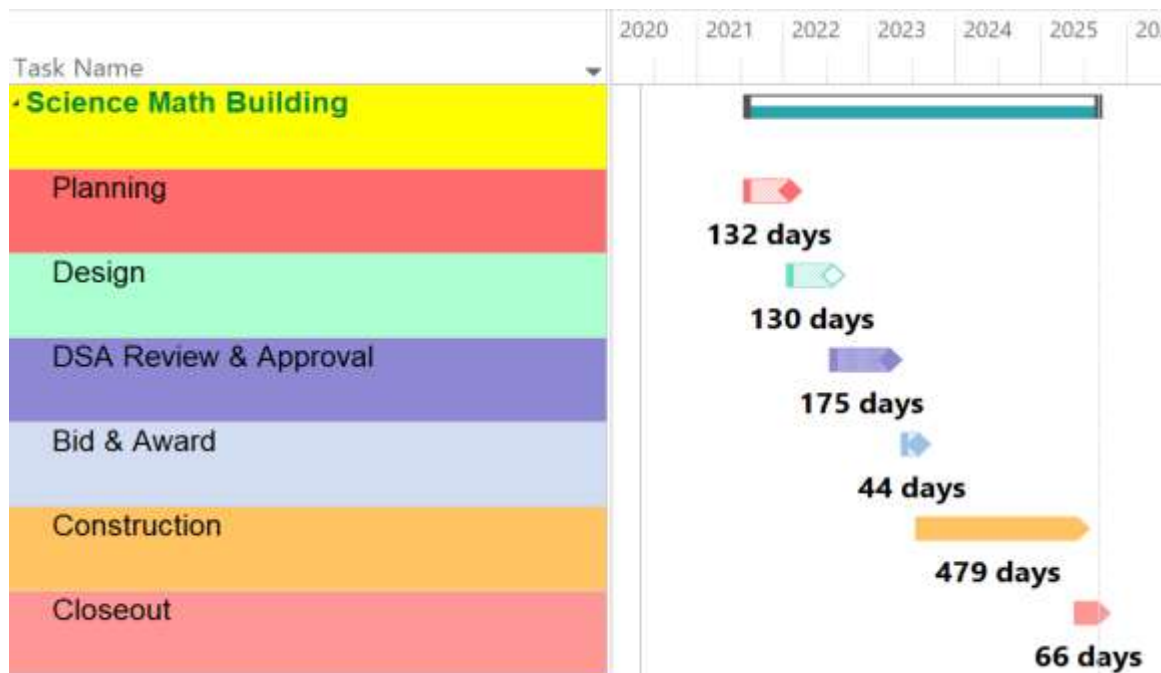 2020 2021 2022 2023 2024 2025
Task Name
Science Math Building
Planning
132 days
Design
130 days
DSA Review & Approval
175 days
Bid & Award
44 days
Construction
479 days
Closeout
66 days